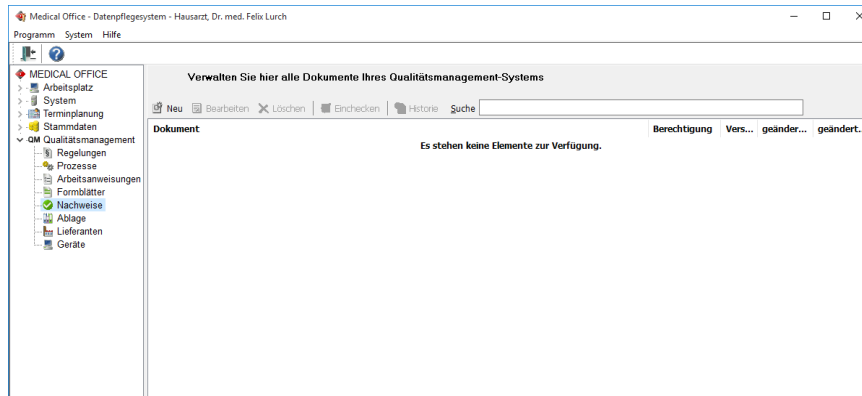 Medical Office - Datenpflegesystem - Hausarzt, Dr. med. Felix Lurch
Programm System Hilfe
MEDICAL OFFICE
Arbeitsplatz
System
Terminplanung
Stammdaten
QM Qualitätsmanagement
§ Regelungen
Prozesse
Arbeitsanweisungen
Formblätter
Nachweise
Ablage
Lieferanten
Geräte
Verwalten Sie hier alle Dokumente Ihres Qualitätsmanagement-Systems
Neu Bearbeiten Löschen Einchecken Historie Suche
Dokument Berechtigung Vers... geänder... geändert...
Es stehen keine Elemente zur Verfügung.